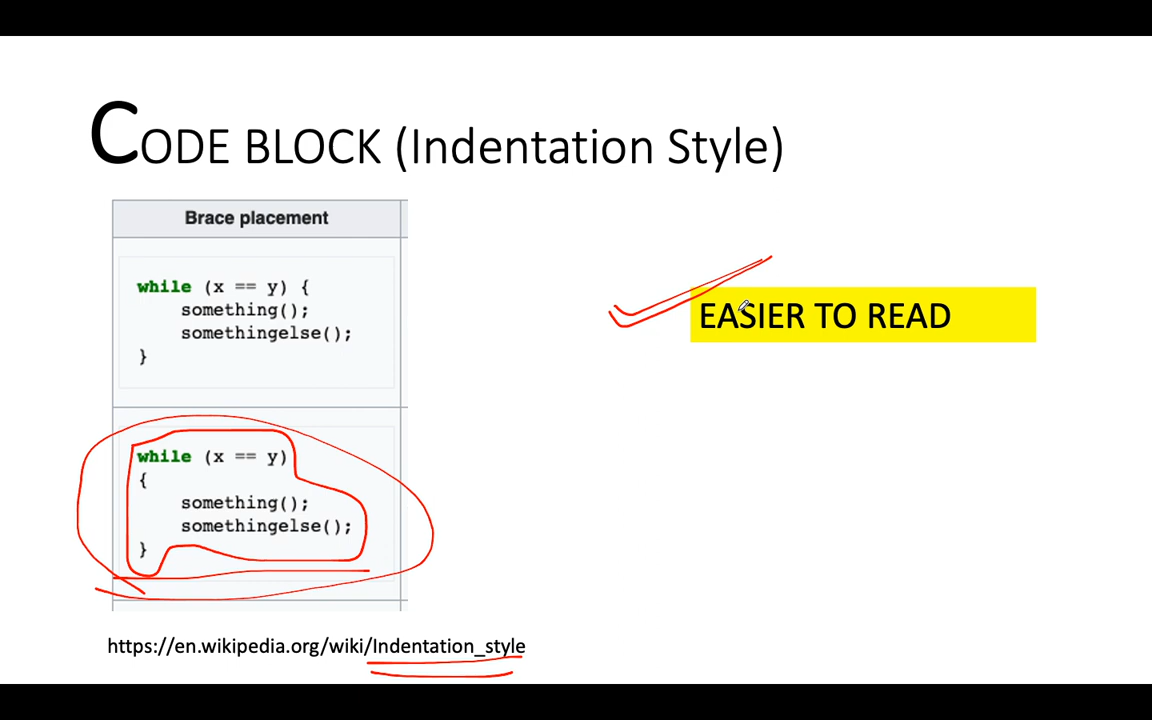 CODE BLOCK (Indentation Style)
Brace placement
while (x == y) {
    something();
    somethingelse();
}
while (x == y)
{
    something();
    somethingelse();
}
EASIER TO READ
https://en.wikipedia.org/wiki/Indentation_style